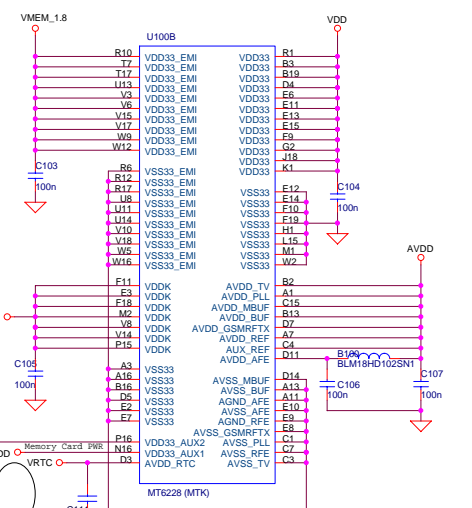 VMEM_1.8
VDD
U100B
R10 VDD33_EMI VDD33 R1
T7 VDD33_EMI VDD33 B3
T17 VDD33_EMI VDD33 B19
U13 VDD33_EMI VDD33 D4
V3 VDD33_EMI VDD33 E6
V6 VDD33_EMI VDD33 E11
V15 VDD33_EMI VDD33 E13
V17 VDD33_EMI VDD33 E15
W9 VDD33_EMI VDD33 F9
W12 VDD33_EMI VDD33 G2
VDD33 J18
VDD33 K1
C103
100n
C104
100n
R6 VSS33_EMI
R12 VSS33_EMI
R17 VSS33_EMI VSS33 E12
U8 VSS33_EMI VSS33 E14
U11 VSS33_EMI VSS33 F10
U14 VSS33_EMI VSS33 F19
V10 VSS33_EMI VSS33 H1
V18 VSS33_EMI VSS33 L15
W5 VSS33_EMI VSS33 M1
W16 VSS33_EMI VSS33 W2
AVDD
F11 VDDK AVDD_TV B2
E3 VDDK AVDD_PLL A1
F18 VDDK AVDD_MBUF C15
M2 VDDK AVDD_BUF B13
V8 VDDK AVDD_GSMRFTX D7
V14 VDDK AVDD_REF A7
P15 VDDK AUX_REF C4
AVDD_AFE D11
B100
BLM18HD102SN1
C105
100n
C106
100n
C107
100n
A3 VSS33
A16 VSS33 AVSS_MBUF D14
B16 VSS33 AVSS_BUF A13
D5 VSS33 AGND_AFE A11
E2 VSS33 AVSS_AFE E10
E7 VSS33 AGND_RFE E9
AVSS_GSMRFTX E8
Memory Card PWR
P16 VDD33_AUX2 AVSS_PLL C1
N16 VDD33_AUX1 AVSS_RFE C7
VRTC
D3 AVDD_RTC AVSS_TV C3
MT6228 (MTK)